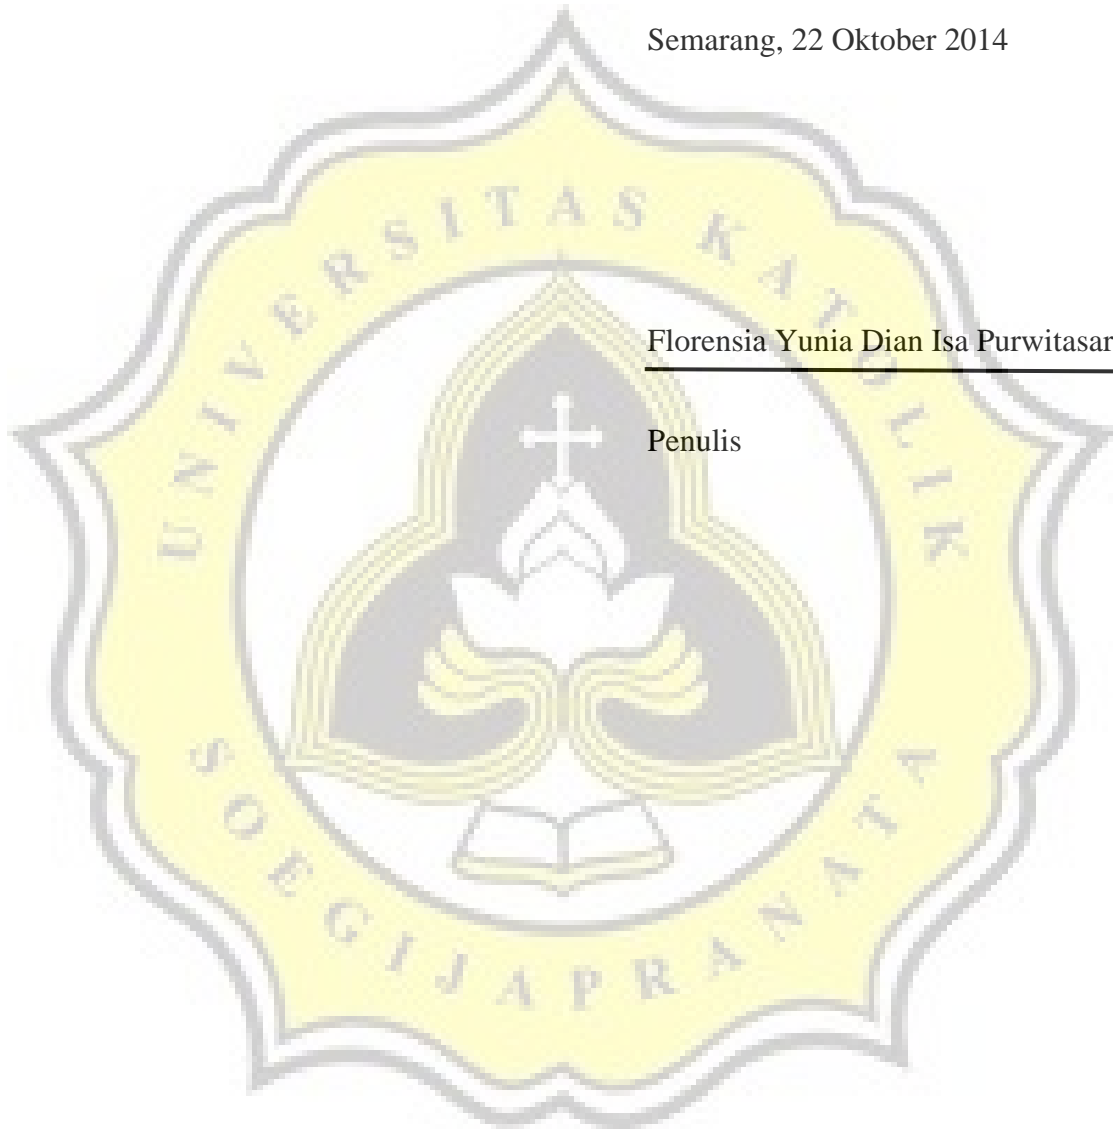 Semarang, 22 Oktober 2014
UNIVERSITAS KATOLIK
Florensia Yunia Dian Isa Purwitasar
Penulis
SOEGIJAPRANATA